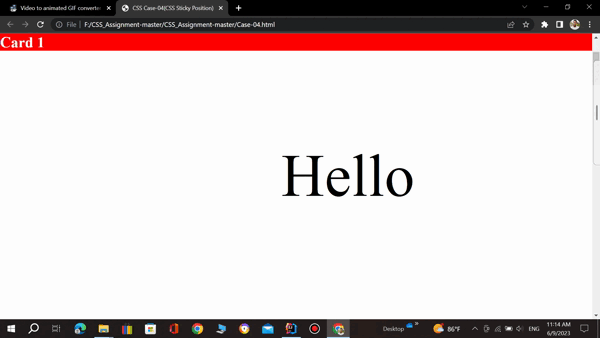 Video to animated GIF converter
CSS Case-04(CSS Sticky Position)
File
F:/CSS_Assignment-master/CSS_Assignment-master/Case-04.html
Card 1
Hello
Desktop
86°F
ENG
11:14 AM
6/9/2023